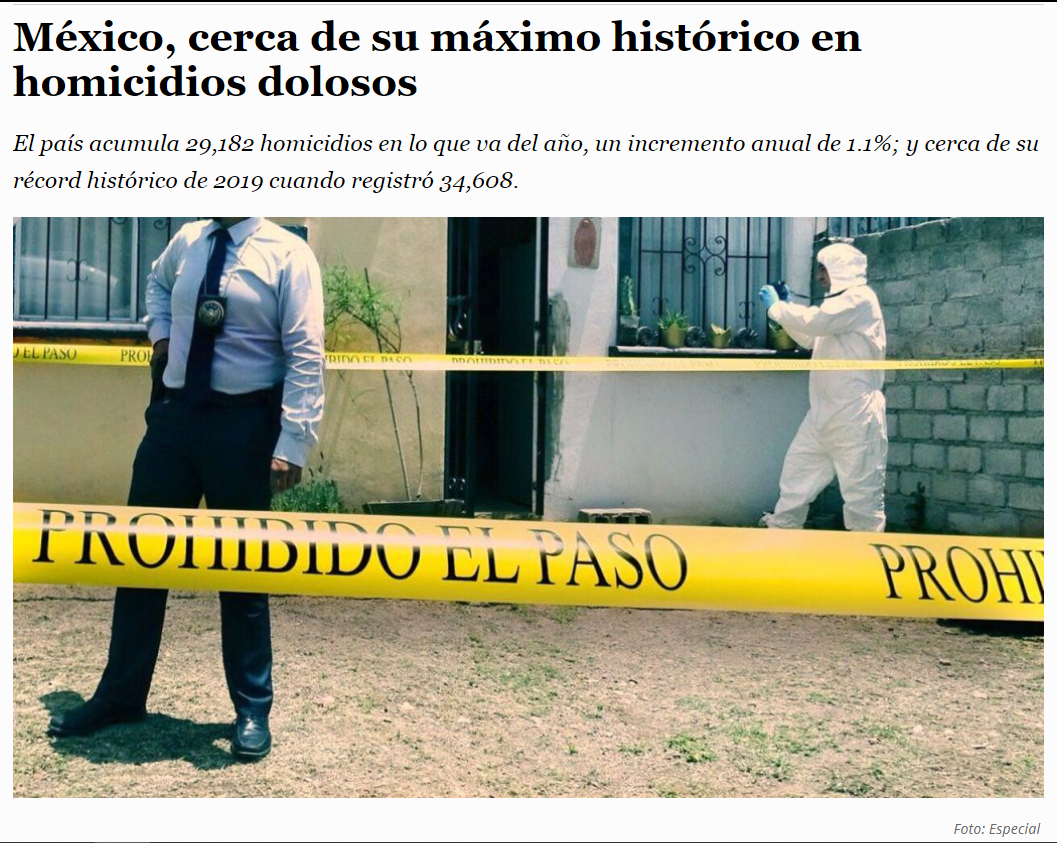 México, cerca de su máximo histórico en
homicidios dolosos
El país acumula 29,182 homicidios en lo que va del año, un incremento anual de 1.1%; y cerca de su
récord histórico de 2019 cuando registró 34,608.
EL PASO PROH
HIBIDO EL PASO PROHIBIDO EL PASO
PROHIBIDO EL PASO PROHI
Foto: Especial